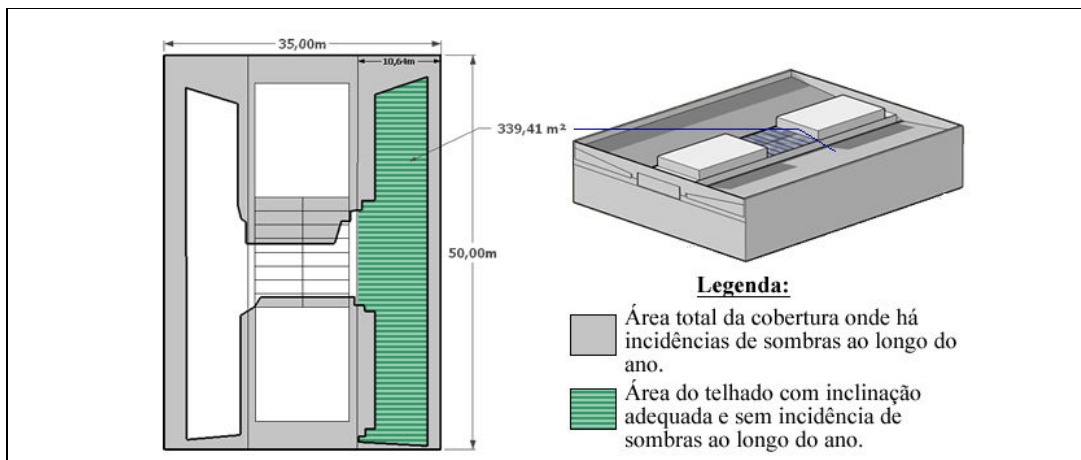 35,00m
10,64m
339,41 m²
50,00m
Legenda:
Área total da cobertura onde há
incidências de sombras ao longo do
ano.
Área do telhado com inclinação
adequada e sem incidência de
sombras ao longo do ano.